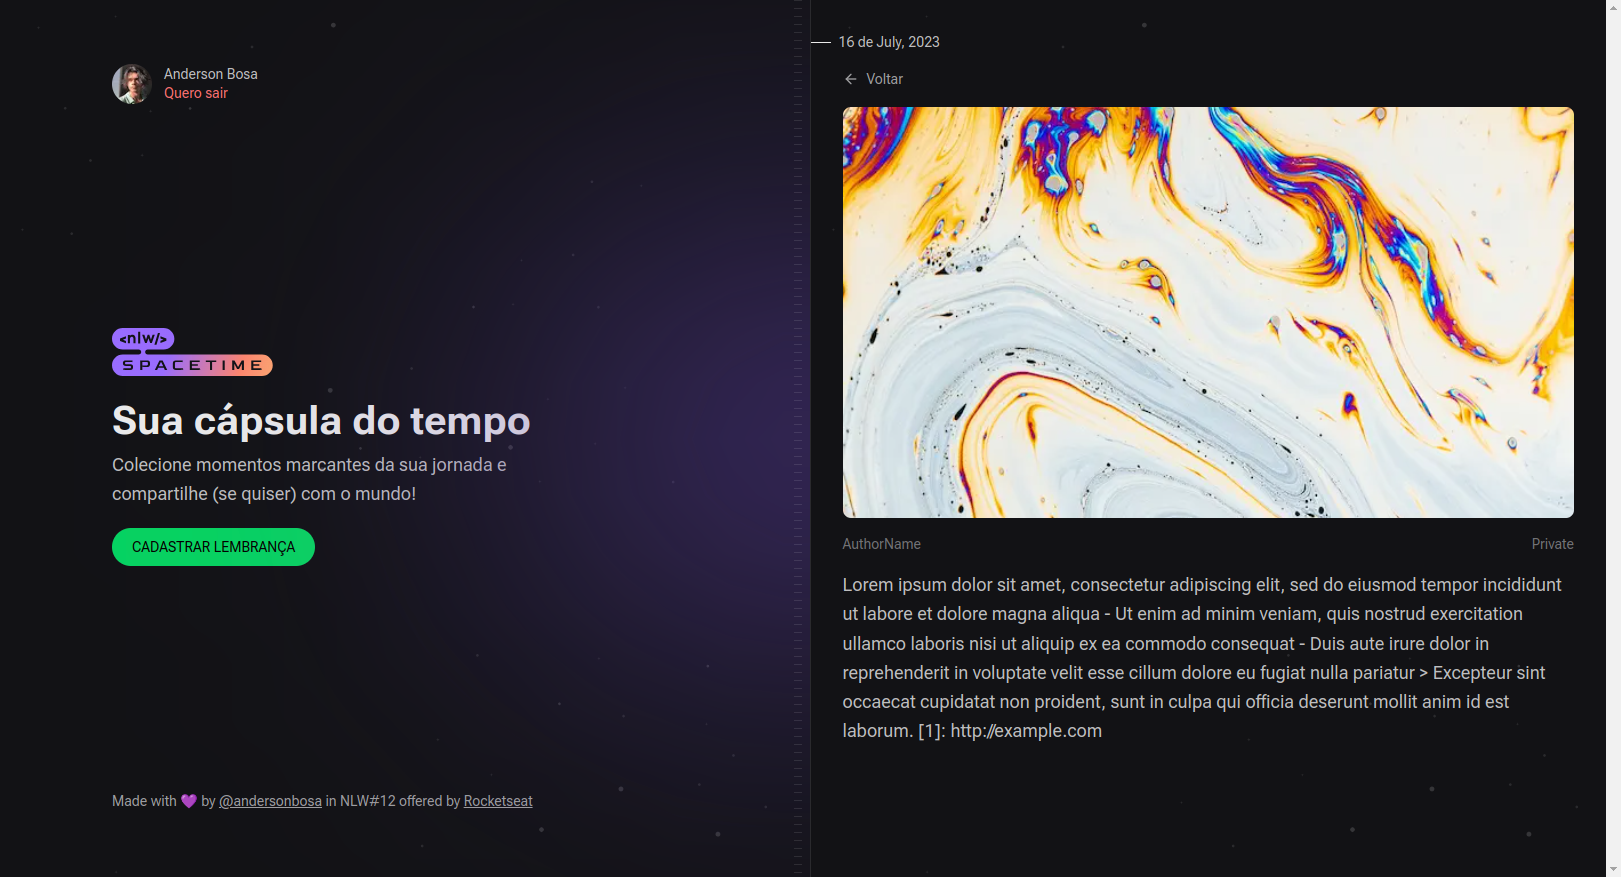 Anderson Bosa
Quero sair
<nlw/>
SPACETIME
Sua cápsula do tempo
Colecione momentos marcantes da sua jornada e
compartilhe (se quiser) com o mundo!
CADASTRAR LEMBRANÇA
Made with 💜 by @andersonbosa in NLW#12 offered by Rocketseat
16 de July, 2023
← Voltar
AuthorName
Private
Lorem ipsum dolor sit amet, consectetur adipiscing elit, sed do eiusmod tempor incididunt
ut labore et dolore magna aliqua - Ut enim ad minim veniam, quis nostrud exercitation
ullamco laboris nisi ut aliquip ex ea commodo consequat - Duis aute irure dolor in
reprehenderit in voluptate velit esse cillum dolore eu fugiat nulla pariatur > Excepteur sint
occaecat cupidatat non proident, sunt in culpa qui officia deserunt mollit anim id est
laborum. [1]: http://example.com